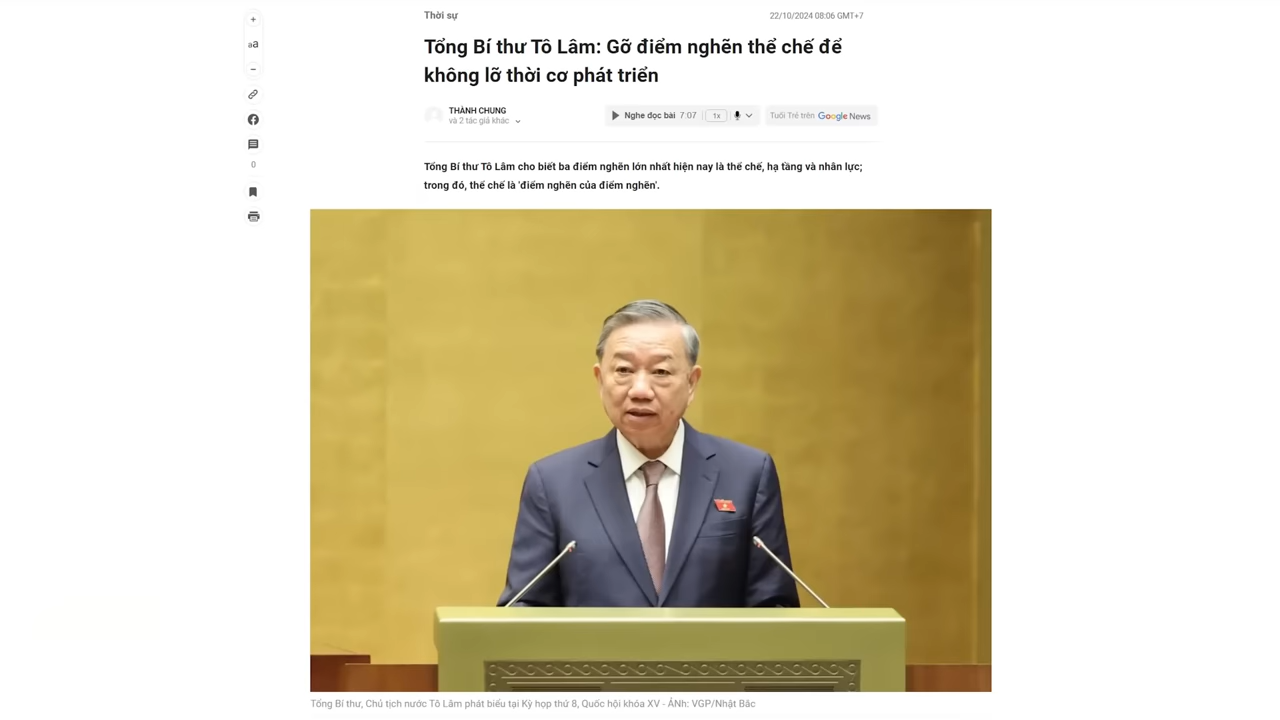 Thời sự
22/10/2024 08:06 GMT+7
+
aa
−
Tổng Bí thư Tô Lâm: Gỡ điểm nghẽn thể chế để
không lỡ thời cơ phát triển
THÀNH CHUNG
và 2 tác giả khác
Nghe đọc bài 7:07 1x
Tuổi Trẻ trên Google News
0
Tổng Bí thư Tô Lâm cho biết ba điểm nghẽn lớn nhất hiện nay là thể chế, hạ tầng và nhân lực;
trong đó, thể chế là 'điểm nghẽn của điểm nghẽn'.
Tổng Bí thư, Chủ tịch nước Tô Lâm phát biểu tại Kỳ họp thứ 8, Quốc hội khóa XV - ẢNh: VGP/Nhật Bắc